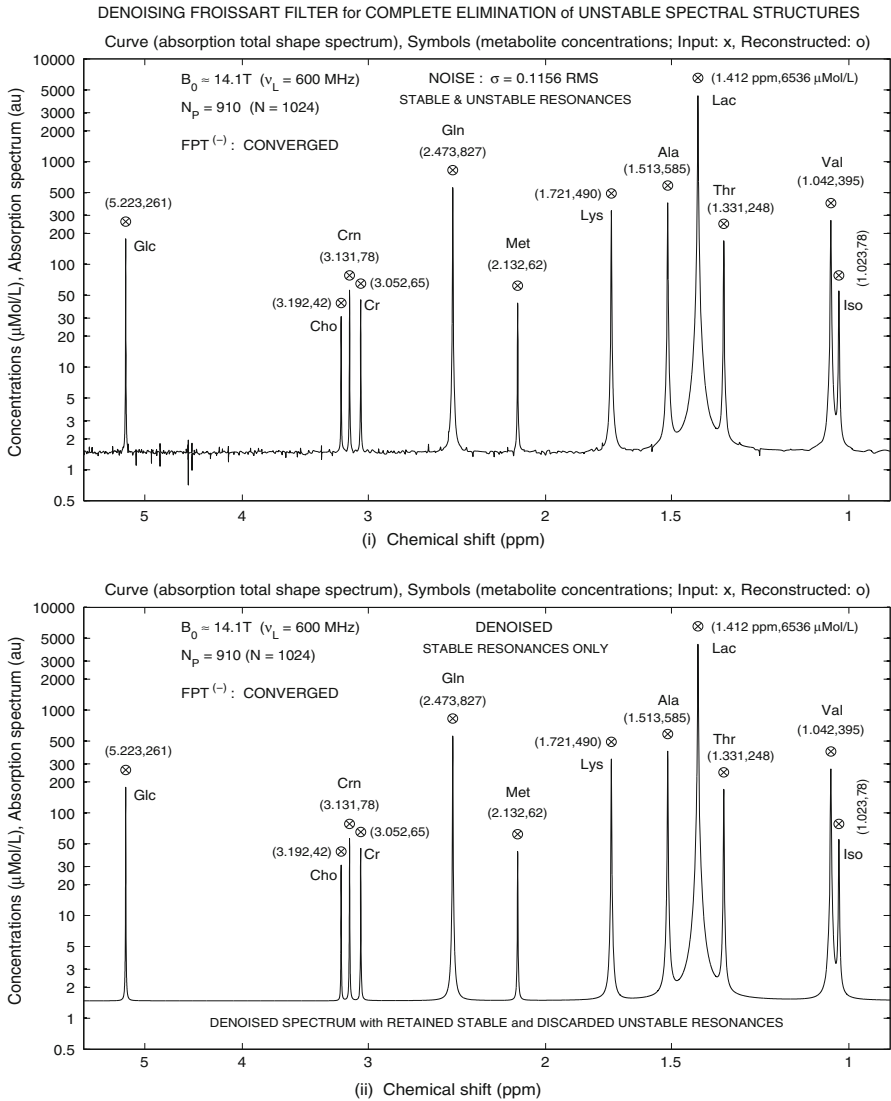 DENOISING FROISSART FILTER for COMPLETE ELIMINATION of UNSTABLE SPECTRAL STRUCTURES
Curve (absorption total shape spectrum), Symbols (metabolite concentrations; Input: x, Reconstructed: o)
Concentrations (μMol/L), Absorption spectrum (au)
10000
5000
3000
2000
1000
500
300
200
100
50
30
20
10
5
3
2
1
0.5
B0 ≈ 14.1T (νL = 600 MHz)
NP = 910 (N = 1024)
FPT(−) : CONVERGED
NOISE : σ = 0.1156 RMS
STABLE & UNSTABLE RESONANCES
(5.223,261)
Glc
Crn
(3.131,78)
(3.052,65)
(3.192,42)
Cr
Cho
Gln
(2.473,827)
Met
(2.132,62)
(1.721,490)
Lys
Ala
(1.513,585)
(1.412 ppm,6536 μMol/L)
Lac
Thr
(1.331,248)
Val
(1.042,395)
(1.023,78)
Iso
5 4 3 2 1.5 1
(i) Chemical shift (ppm)
Curve (absorption total shape spectrum), Symbols (metabolite concentrations; Input: x, Reconstructed: o)
Concentrations (μMol/L), Absorption spectrum (au)
10000
5000
3000
2000
1000
500
300
200
100
50
30
20
10
5
3
2
1
0.5
B0 ≈ 14.1T (νL = 600 MHz)
NP = 910 (N = 1024)
FPT(−) : CONVERGED
DENOISED
STABLE RESONANCES ONLY
(5.223,261)
Glc
Crn
(3.131,78)
(3.052,65)
(3.192,42)
Cr
Cho
Gln
(2.473,827)
Met
(2.132,62)
(1.721,490)
Lys
Ala
(1.513,585)
(1.412 ppm,6536 μMol/L)
Lac
Thr
(1.331,248)
Val
(1.042,395)
(1.023,78)
Iso
DENOISED SPECTRUM with RETAINED STABLE and DISCARDED UNSTABLE RESONANCES
5 4 3 2 1.5 1
(ii) Chemical shift (ppm)